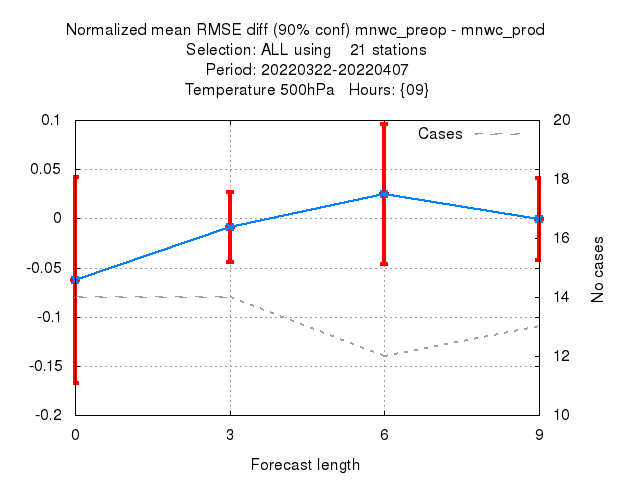 Normalized mean RMSE diff (90% conf) mnwc_preop - mnwc_prod
Selection: ALL using    21 stations
Period: 20220322-20220407
Temperature 500hPa   Hours: {09}
0.1
0.05
0
-0.05
-0.1
-0.15
-0.2
Cases
20
18
16
14
12
10
No cases
0 3 6 9
Forecast length